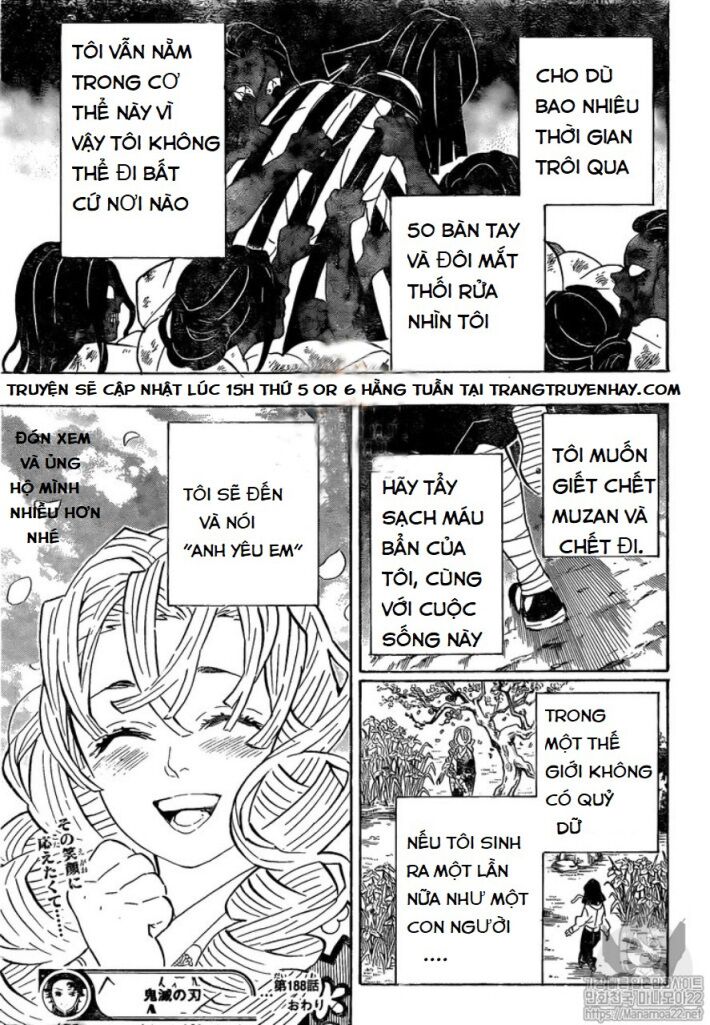 CHO DÙ
BAO NHIÊU
THỜI GIAN
TRÔI QUA
50 BÀN TAY
VÀ ĐÔI MẮT
THỐI RỬA
NHÌN TÔI
TÔI VẪN NẰM
TRONG CƠ
THỂ NÀY VÌ
VẬY TÔI KHÔNG
THỂ ĐI BẤT
CỨ NƠI NÀO
TRUYỆN SẼ CẬP NHẬT LÚC 15H THỨ 5 OR 6 HẰNG TUẦN TẠI TRANGTRUYENHAY.COM
TÔI MUỐN
GIẾT CHẾT
MUZAN VÀ
CHẾT ĐI.
HÃY TẨY
SẠCH MÁU
BẨN CỦA
TÔI, CÙNG
VỚI CUỘC
SỐNG NÀY
TRONG
MỘT THẾ
GIỚI KHÔNG
CÓ QUỶ
DỮ
NẾU TÔI SINH
RA MỘT LẦN
NỮA NHƯ MỘT
CON NGƯỜI
....
TÔI SẼ ĐẾN
VÀ NÓI
"ANH YÊU EM"
ĐÓN XEM
VÀ ỦNG
HỘ MÌNH
NHIỀU HƠN
NHÉ
その笑顔に
応えたくて……
鬼滅の刃
第188話
おわり
https://Manamoa22.net